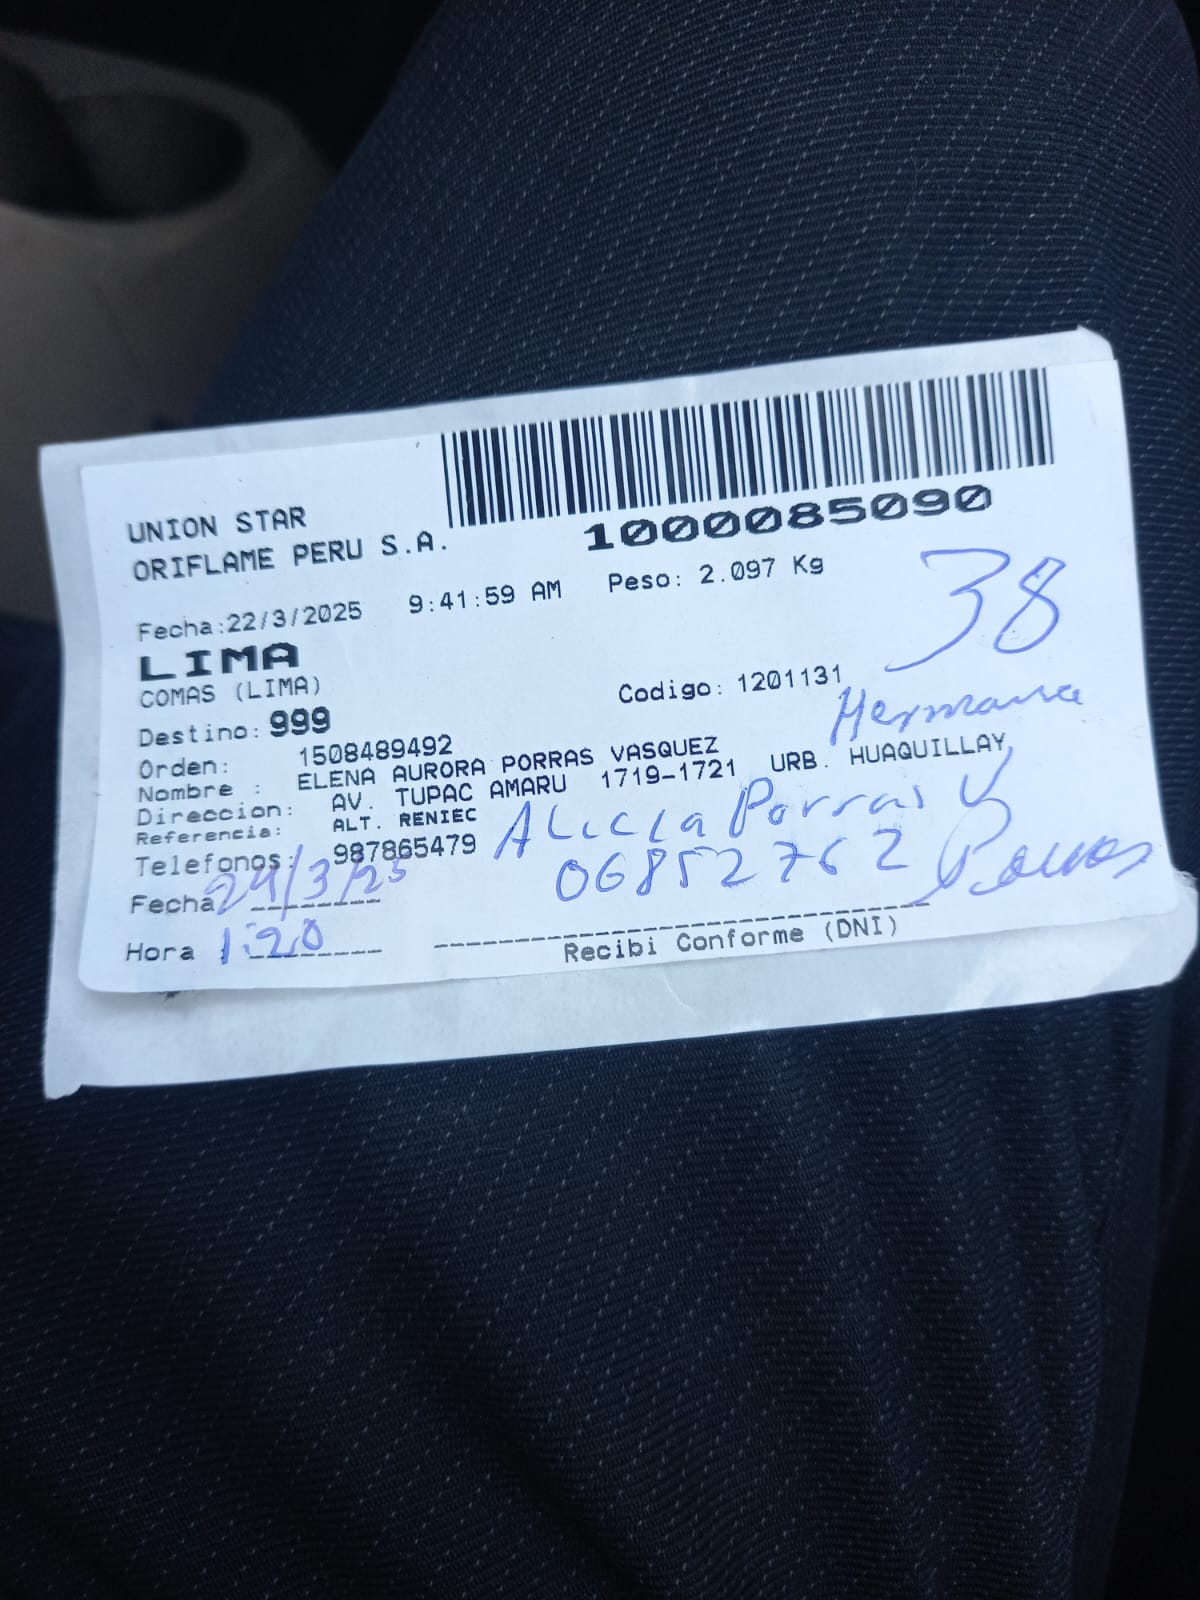 UNION STAR
ORIFLAME PERU S.A.
1000085090
Fecha:22/3/2025 9:41:59 AM Peso: 2.097 Kg
38
LIMA
COMAS (LIMA)
Codigo: 1201131
Hermana
Destino: 999
Orden: 1508489492
Nombre : ELENA AURORA PORRAS VASQUEZ
Direccion: AV. TUPAC AMARU 1719-1721 URB. HUAQUILLAY,
Referencia: ALT. RENIEC
Telefonos: 987865479
Alicia Porras V
06852762
Fecha 24/3/25
Hora 1:20
Recibi Conforme (DNI)